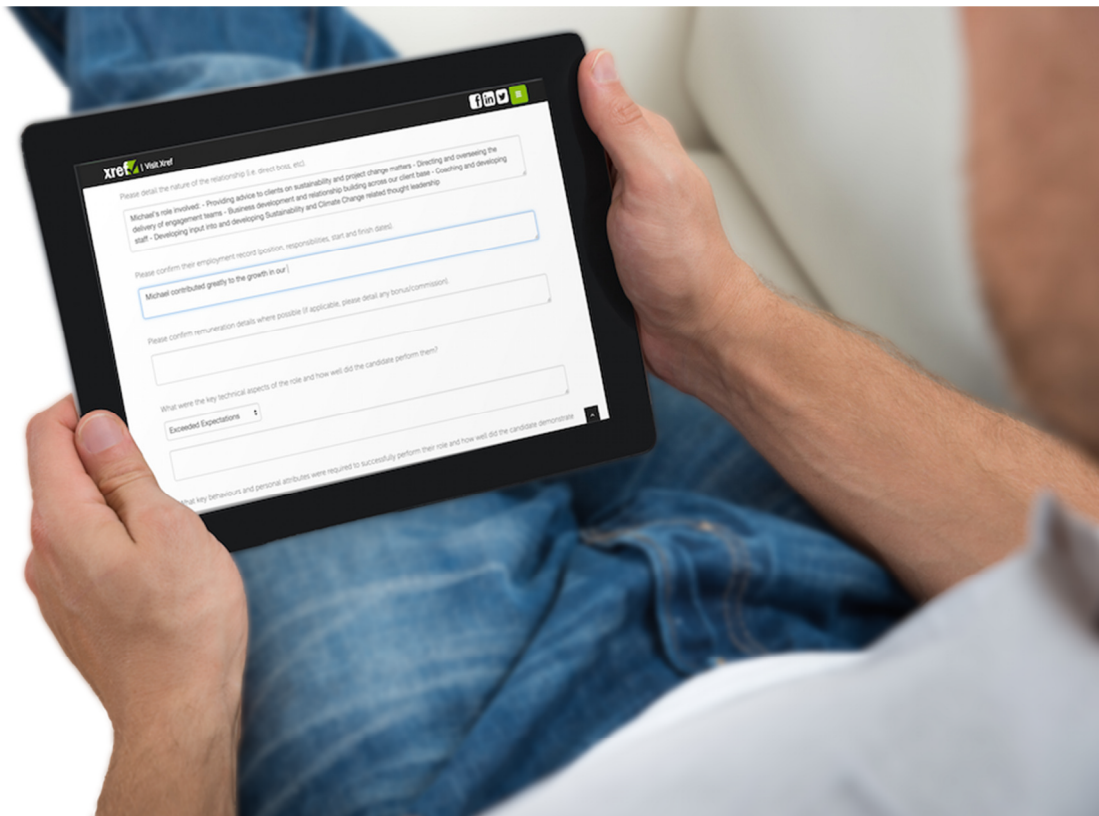 xref | Visit Xref
Please detail the nature of the relationship (i.e. direct boss, etc).
Michael's role involved: - Providing advice to clients on sustainability and project change matters - Directing and overseeing the
delivery of engagement teams - Business development and relationship building across our client base - Coaching and developing
staff - Developing input into and developing Sustainability and Climate Change related thought leadership
Please confirm their employment record (position, responsibilities, start and finish dates).
Michael contributed greatly to the growth in our
Please confirm remuneration details where possible (if applicable, please detail any bonus/commission).
What were the key technical aspects of the role and how well did the candidate perform them?
Exceeded Expectations
What key behaviours and personal attributes were required to successfully perform their role and how well did the candidate demonstrate